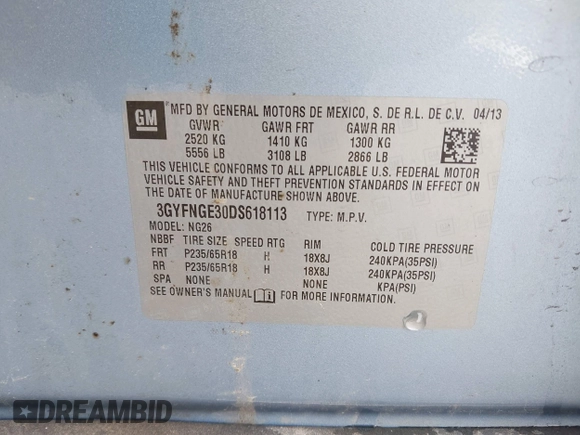 GM
MFD BY GENERAL MOTORS DE MEXICO, S. DE R.L. DE C.V. 04/13
GVWR GAWR FRT GAWR RR
2520 KG 1410 KG 1300 KG
5556 LB 3108 LB 2866 LB
THIS VEHICLE CONFORMS TO ALL APPLICABLE U.S. FEDERAL MOTOR
VEHICLE SAFETY AND THEFT PREVENTION STANDARDS IN EFFECT ON
THE DATE OF MANUFACTURE SHOWN ABOVE.
3GYFNGE30DS618113 TYPE: M.P.V.
MODEL: NG26
NBBF TIRE SIZE SPEED RTG RIM COLD TIRE PRESSURE
FRT P235/65R18 H 18X8J 240KPA(35PSI)
RR P235/65R18 H 18X8J 240KPA(35PSI)
SPA NONE NONE KPA(PSI)
SEE OWNER'S MANUAL FOR MORE INFORMATION.
DREAMBID